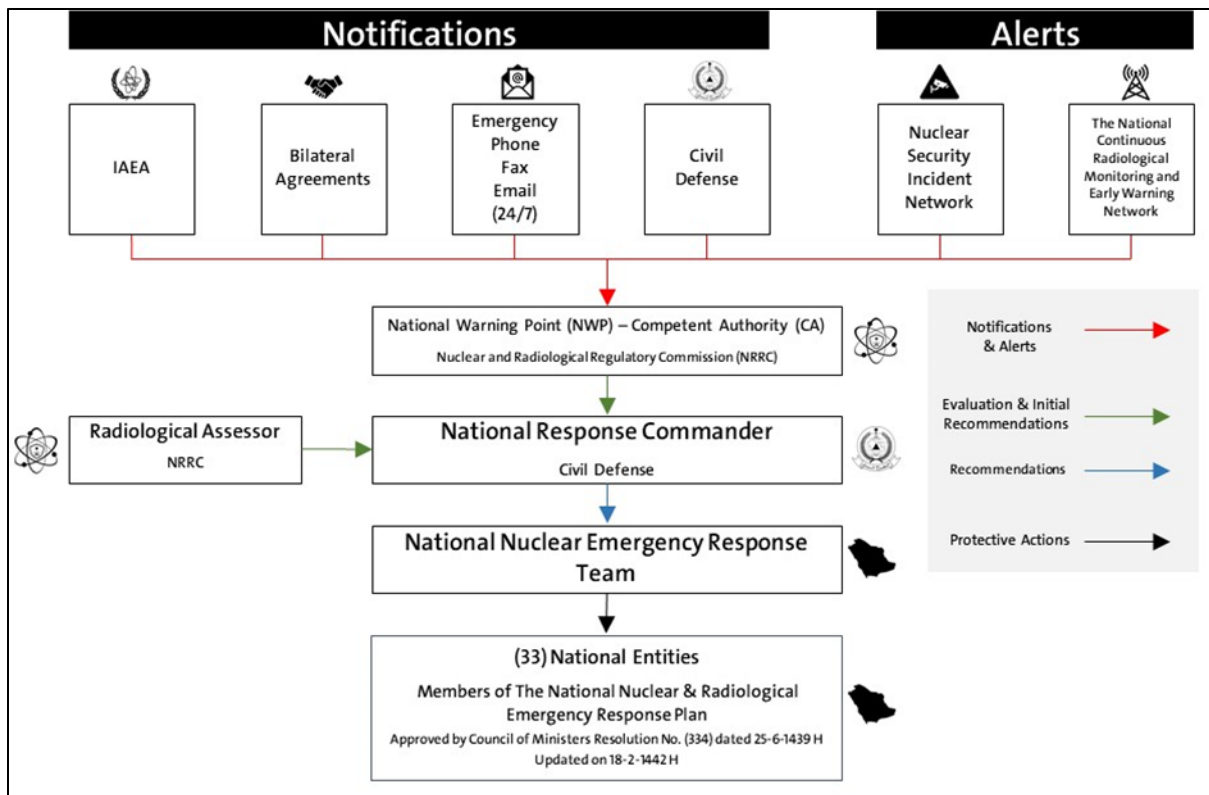 Notifications
Alerts
IAEA
Bilateral
Agreements
Emergency
Phone
Fax
Email
(24/7)
Civil
Defense
Nuclear
Security
Incident
Network
The National
Continuous
Radiological
Monitoring and
Early Warning
Network
National Warning Point (NWP) – Competent Authority (CA)
Nuclear and Radiological Regulatory Commission (NRRC)
Radiological Assessor
NRRC
National Response Commander
Civil Defense
National Nuclear Emergency Response
Team
(33) National Entities
Members of The National Nuclear & Radiological
Emergency Response Plan
Approved by Council of Ministers Resolution No. (334) dated 25-6-1439 H
Updated on 18-2-1442 H
Notifications
& Alerts
Evaluation & Initial
Recommendations
Recommendations
Protective Actions